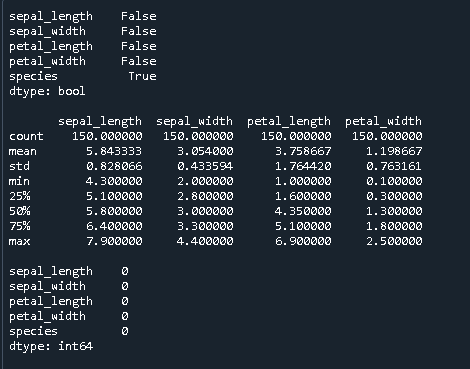 sepal_length    False
sepal_width     False
petal_length    False
petal_width     False
species          True
dtype: bool
       sepal_length  sepal_width  petal_length  petal_width
count    150.000000   150.000000    150.000000   150.000000
mean       5.843333     3.054000      3.758667     1.198667
std        0.828066     0.433594      1.764420     0.763161
min        4.300000     2.000000      1.000000     0.100000
25%        5.100000     2.800000      1.600000     0.300000
50%        5.800000     3.000000      4.350000     1.300000
75%        6.400000     3.300000      5.100000     1.800000
max        7.900000     4.400000      6.900000     2.500000
sepal_length    0
sepal_width     0
petal_length    0
petal_width     0
species         0
dtype: int64